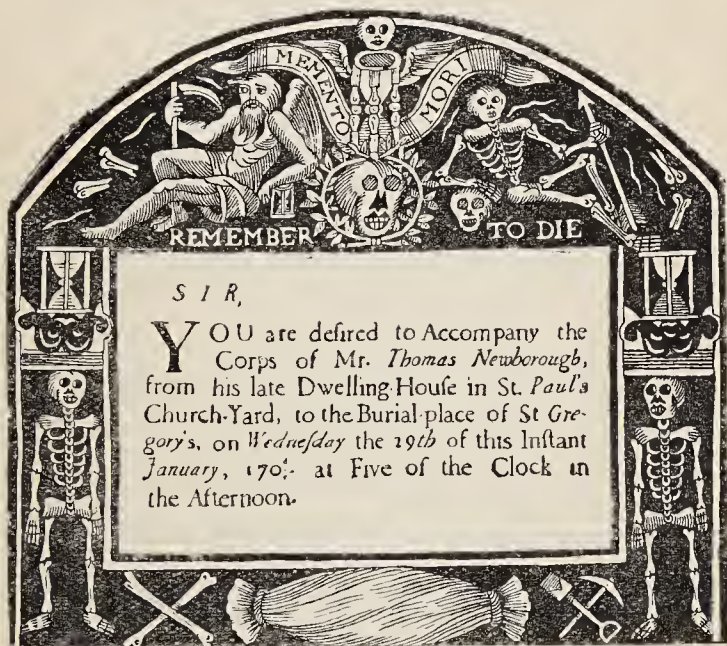 MEMENTO MORI
REMEMBER TO DIE
SIR,
YOU are deſired to Accompany the
Corps of Mr. Thomas Newborough,
from his late Dwelling-Houſe in St. Paul's
Church-Yard, to the Burial-place of St Gre-
gory's, on Wedneſday the 29th of this Inſtant
January, at Five of the Clock in
the Afternoon.